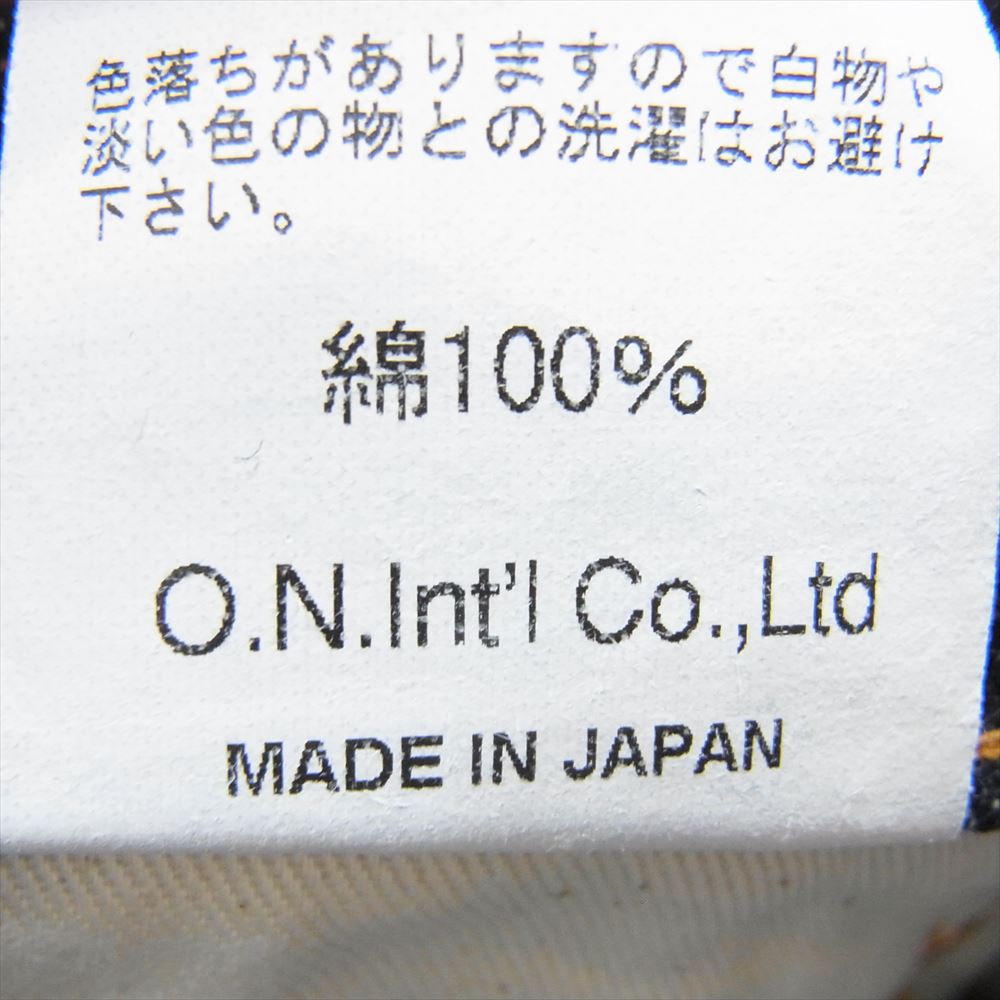 色落ちがありますので白物や
淡い色の物との洗濯はお避け
下さい。
綿100%
O.N.Int'l Co.,Ltd
MADE IN JAPAN